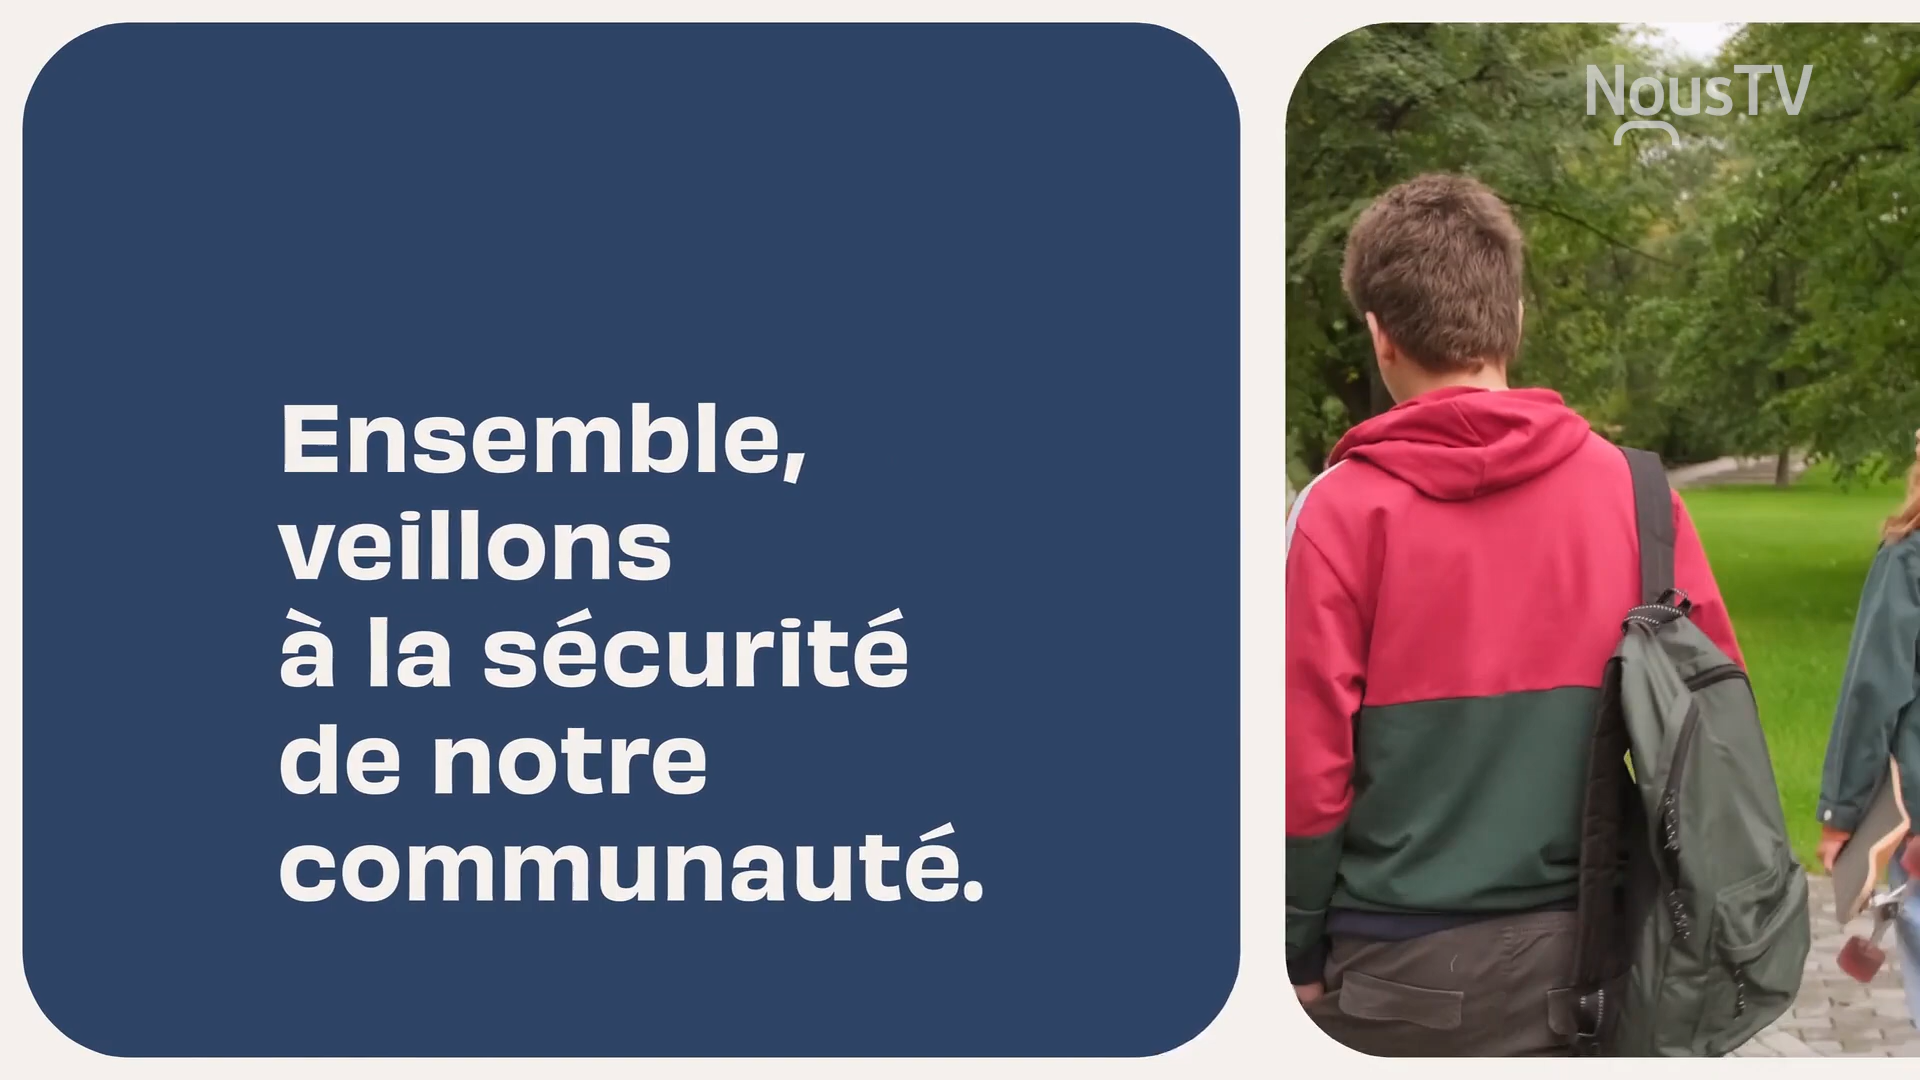 NousTV
Ensemble,
veillons
à la sécurité
de notre
communauté.